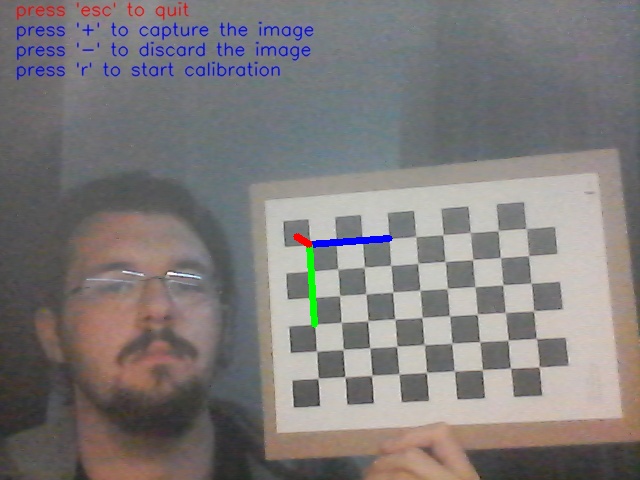 press 'esc' to quit
press '+' to capture the image
press '-' to discard the image
press 'r' to start calibration